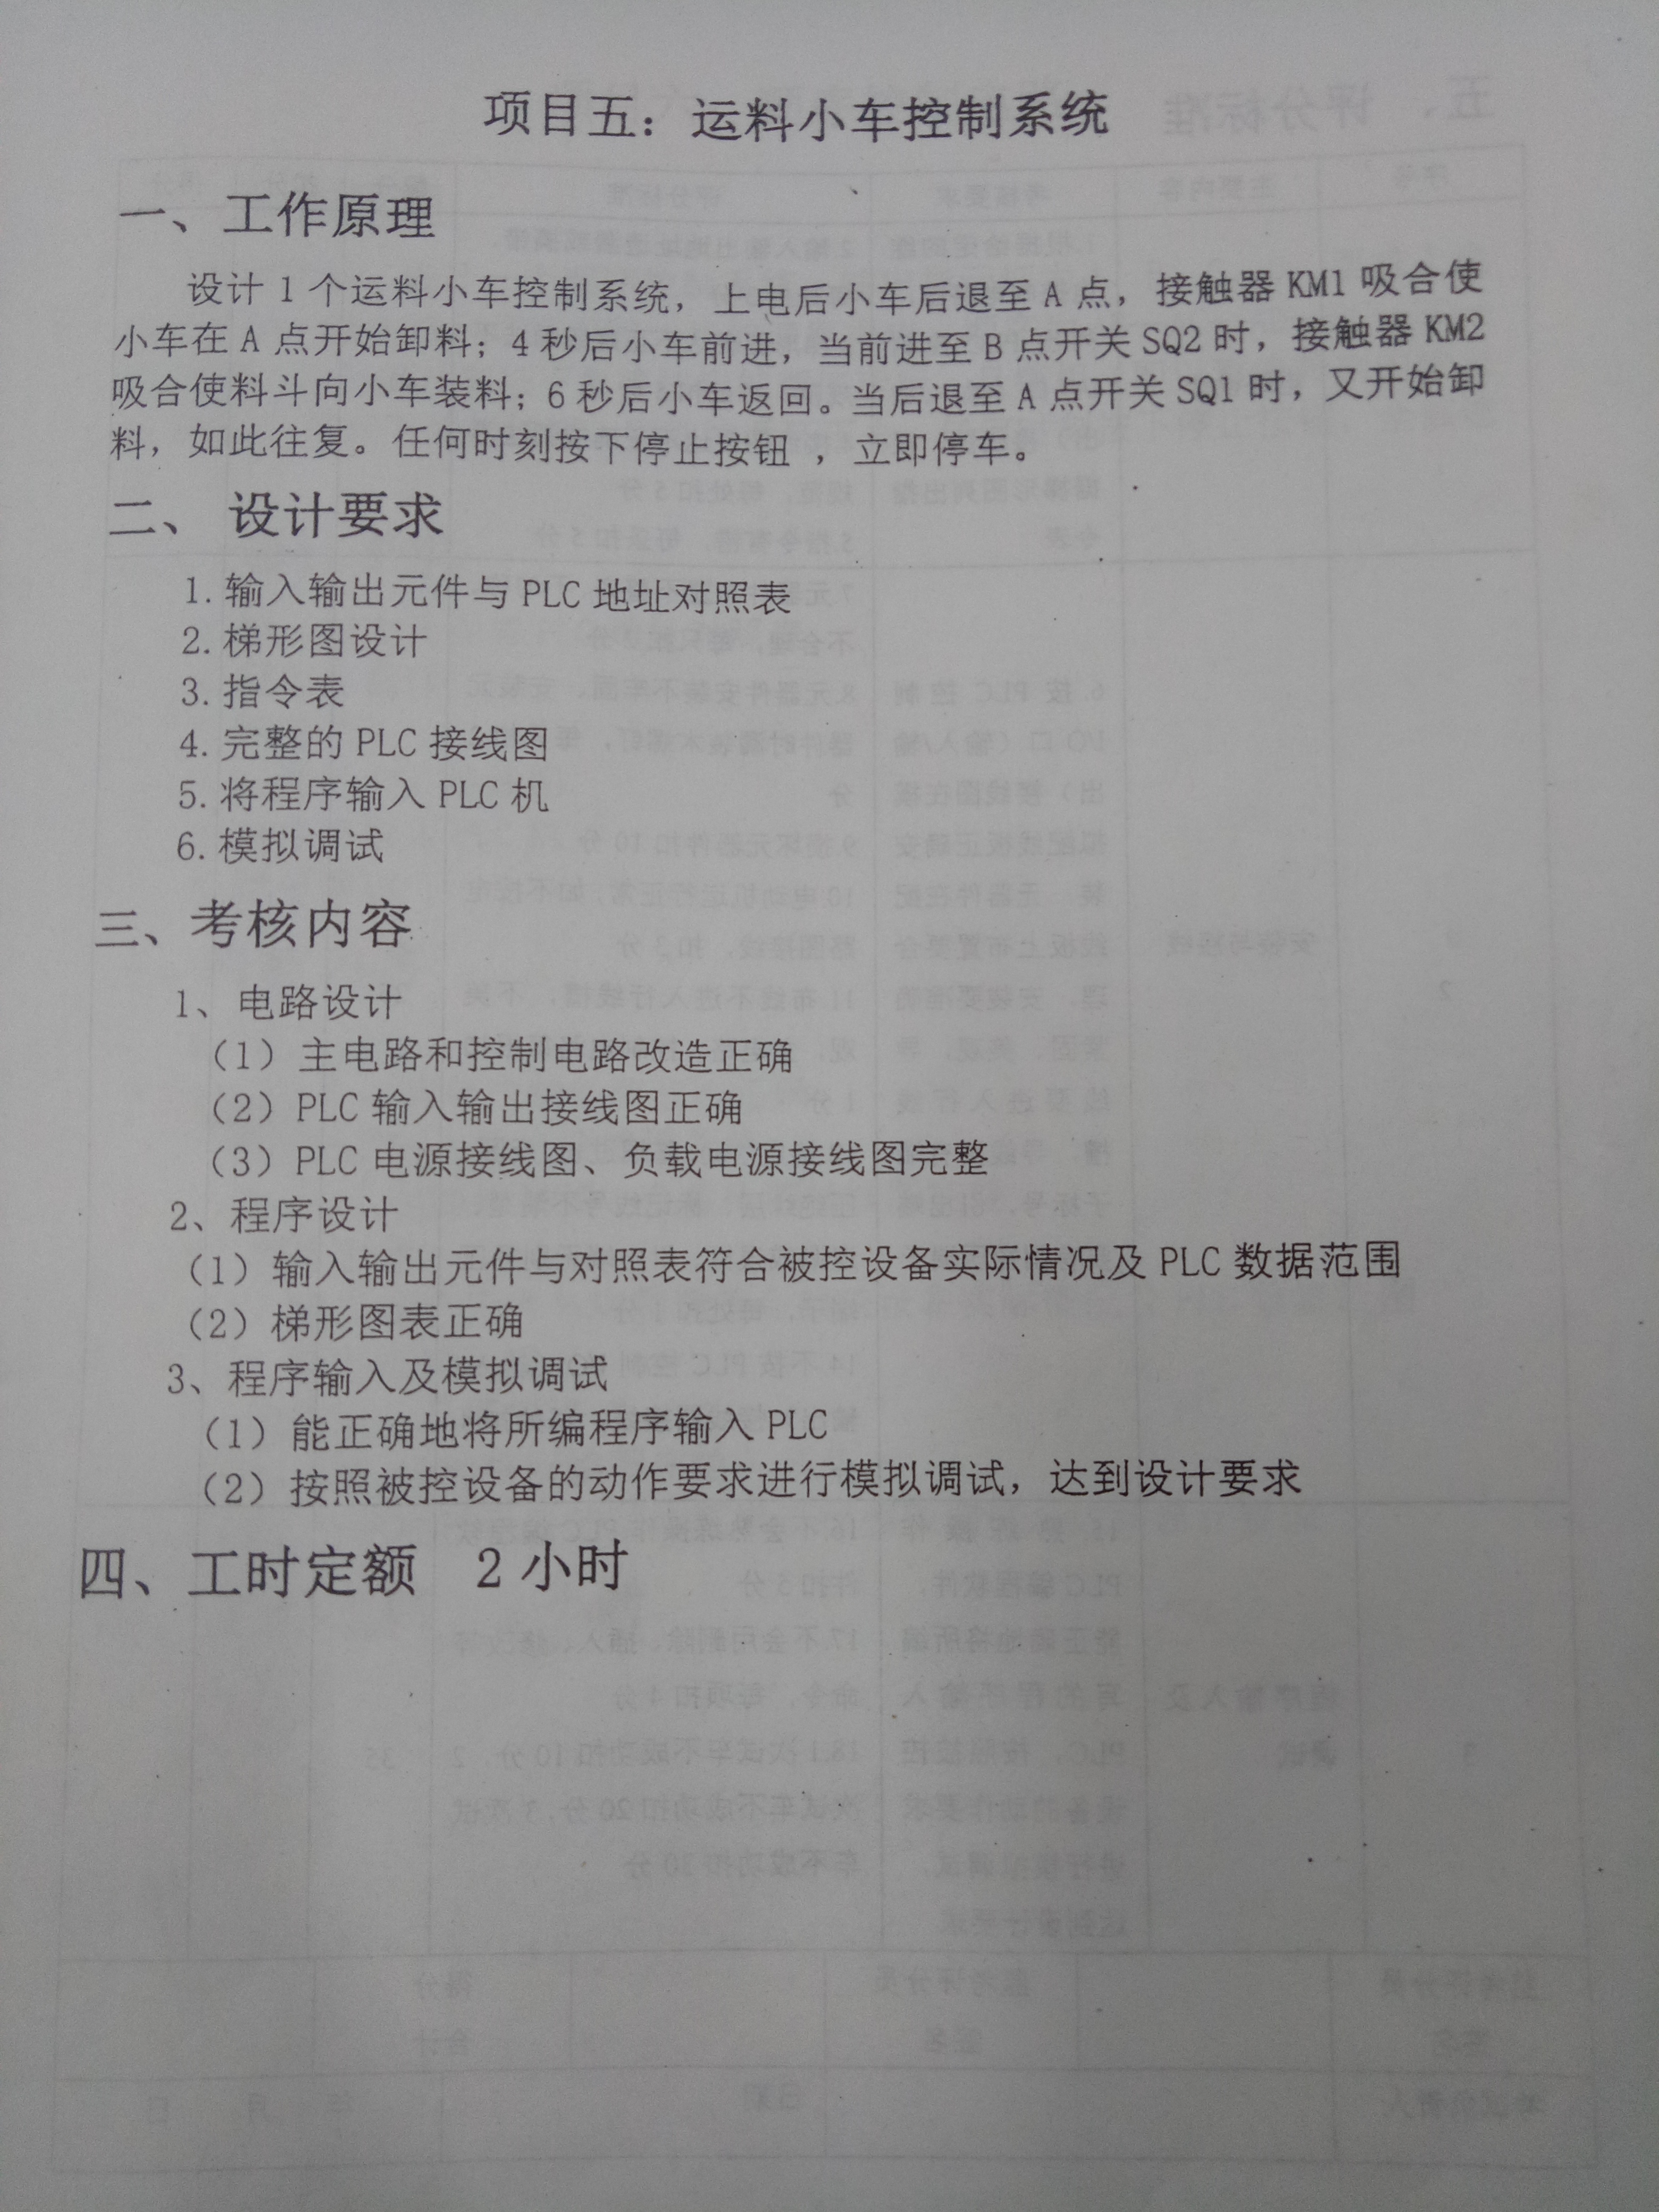 项目五：运料小车控制系统
一、工作原理
设计 1 个运料小车控制系统，上电后小车后退至 A 点，接触器 KM1 吸合使
小车在 A 点开始卸料；4 秒后小车前进，当前进至 B 点开关 SQ2 时，接触器 KM2
吸合使料斗向小车装料；6 秒后小车返回。当后退至 A 点开关 SQ1 时，又开始卸
料，如此往复。任何时刻按下停止按钮 ，立即停车。
二、 设计要求
1. 输入输出元件与 PLC 地址对照表
2. 梯形图设计
3. 指令表
4. 完整的 PLC 接线图
5. 将程序输入 PLC 机
6. 模拟调试
三、考核内容
1、电路设计
（1）主电路和控制电路改造正确
（2）PLC 输入输出接线图正确
（3）PLC 电源接线图、负载电源接线图完整
2、程序设计
（1）输入输出元件与对照表符合被控设备实际情况及 PLC 数据范围
（2）梯形图表正确
3、程序输入及模拟调试
（1）能正确地将所编程序输入 PLC
（2）按照被控设备的动作要求进行模拟调试，达到设计要求
四、工时定额 2 小时